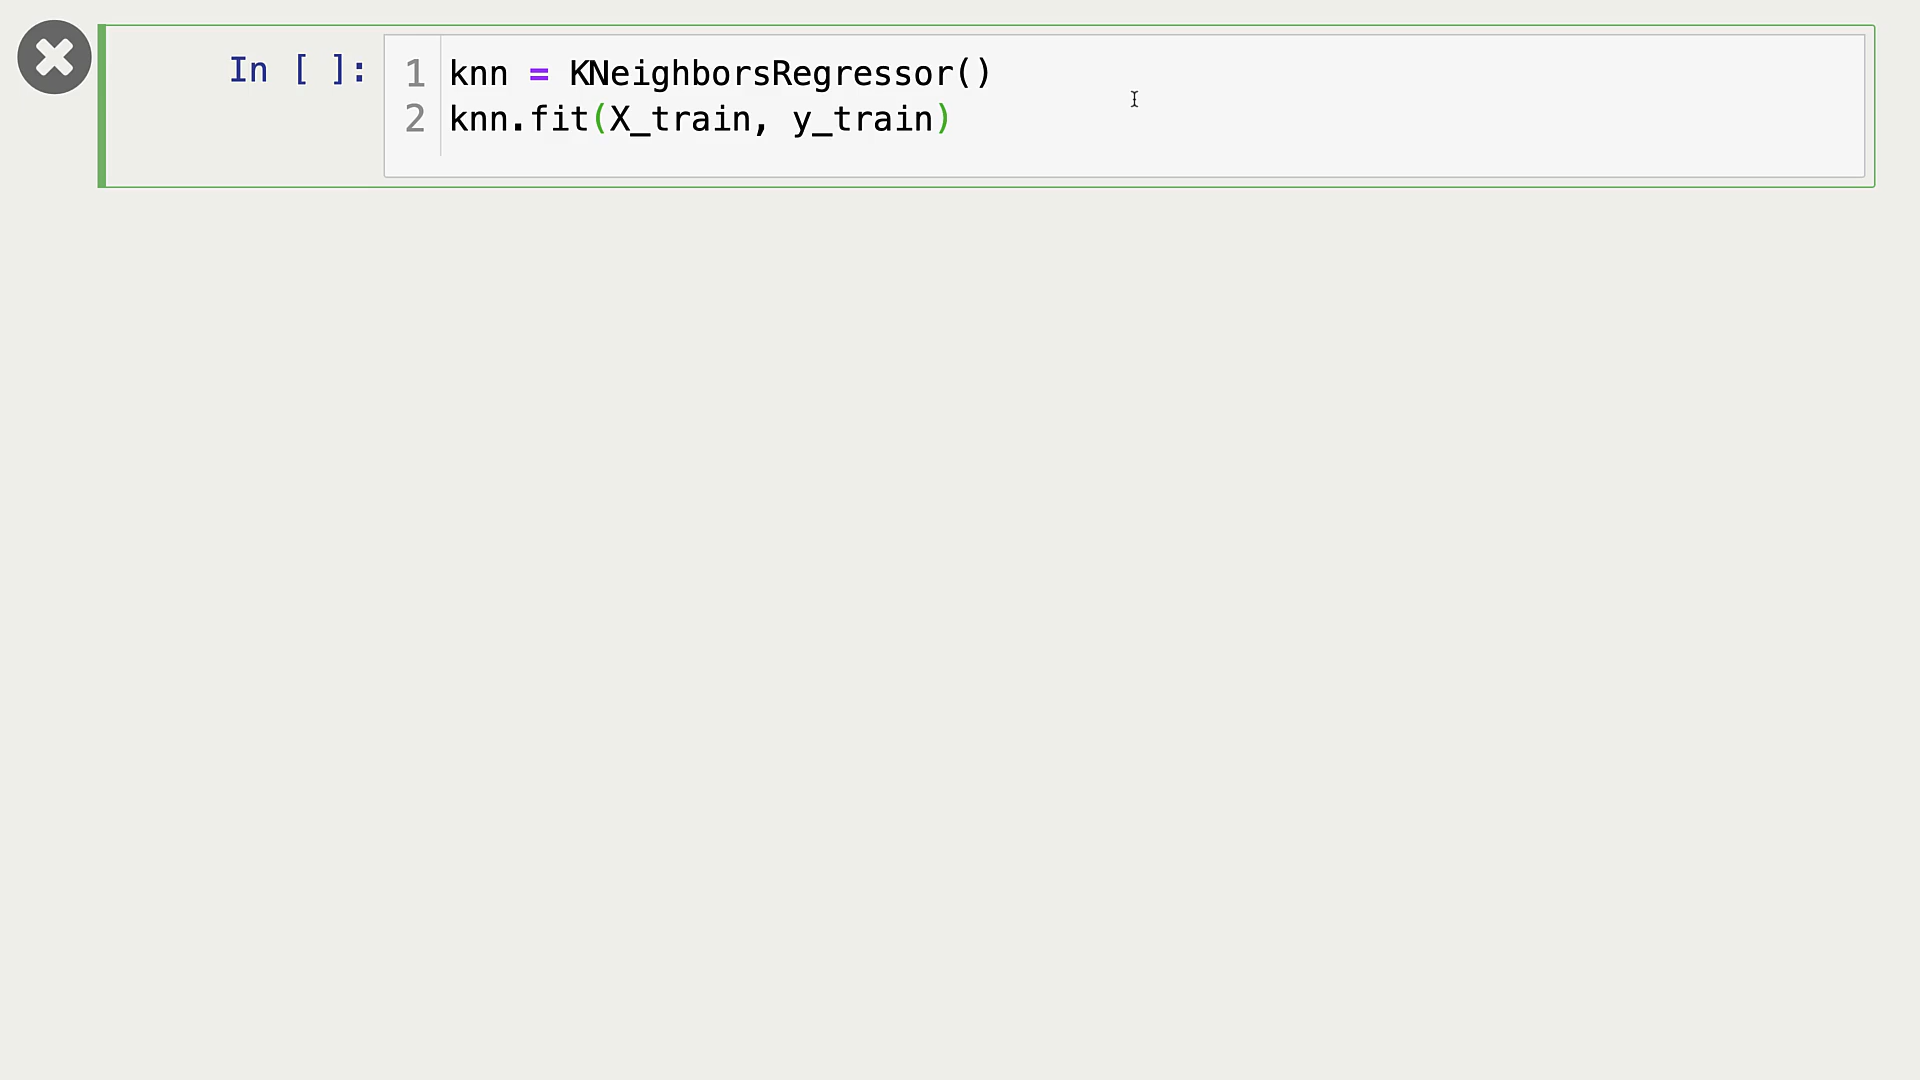 In [ ]:
1 knn = KNeighborsRegressor()
2 knn.fit(X_train, y_train)